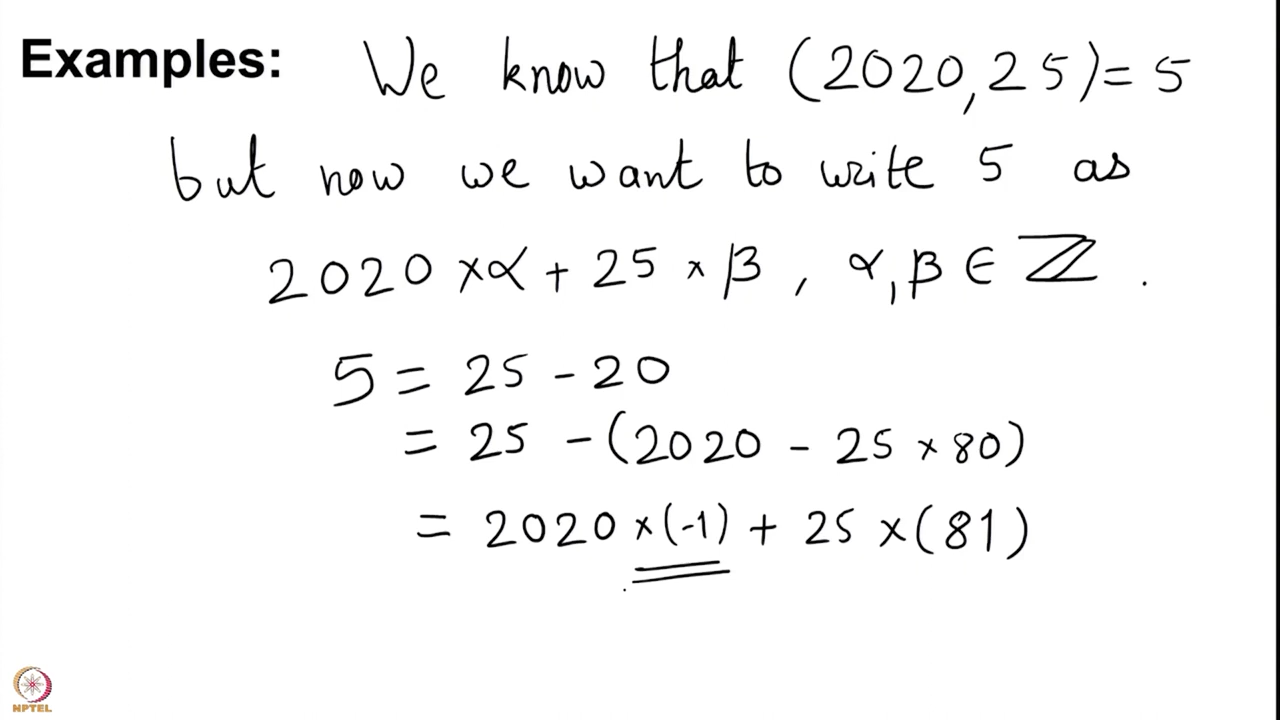 Examples: We know that (2020, 25) = 5
but now we want to write 5 as
2020 × α + 25 × β , α, β ∈ ℤ .
5 = 25 - 20
= 25 - (2020 - 25 × 80)
= 2020 × (-1) + 25 × (81)
NPTEL